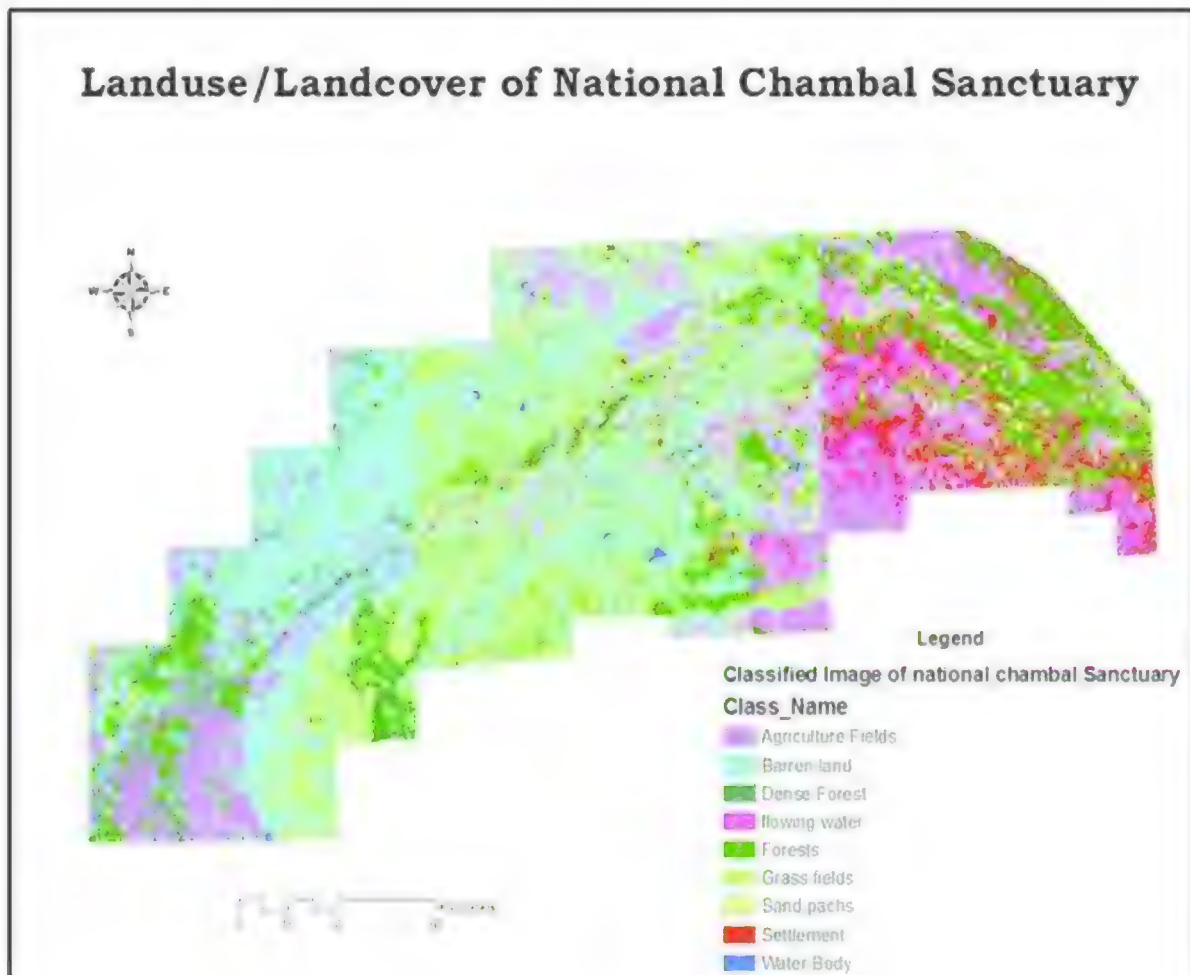 Landuse/Landcover of National Chambal Sanctuary
N
W E
S
Legend
Classified Image of national chambal Sanctuary
Class_Name
Agriculture Fields
Barren land
Dense Forest
flowing water
Forests
Grass fields
Sand pachs
Settlement
Water Body